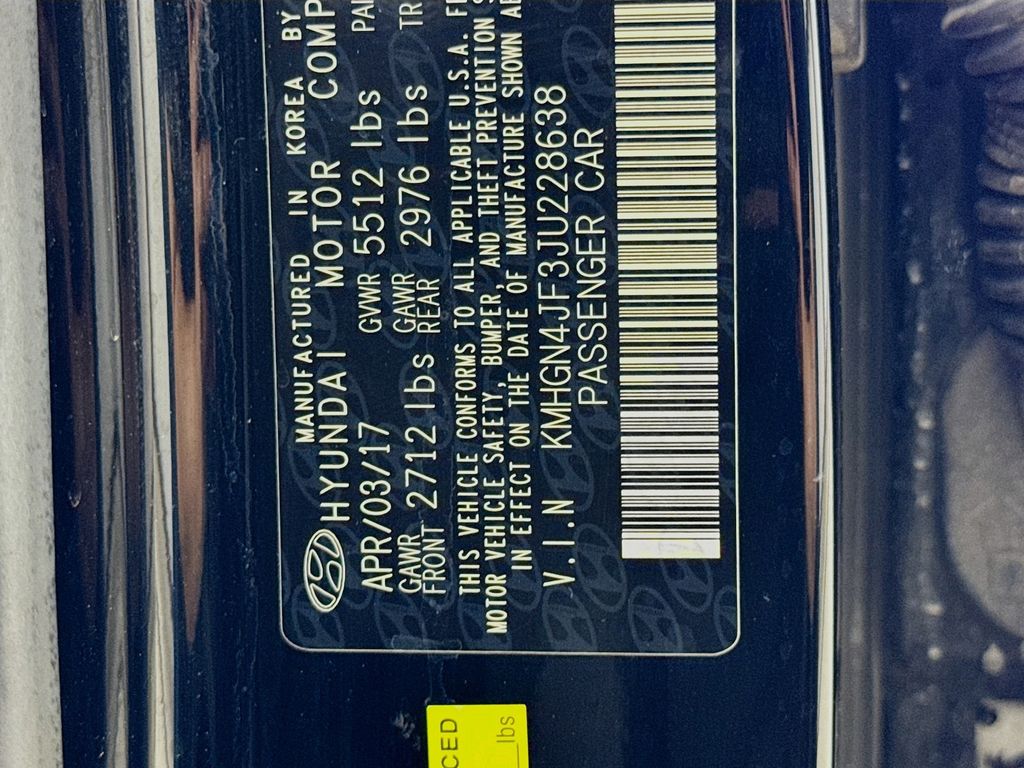 MANUFACTURED IN KOREA BY
HYUNDAI MOTOR COMP
APR/03/17 GVWR 5512 lbs
GAWR FRONT 2712 lbs GAWR REAR 2976 lbs
THIS VEHICLE CONFORMS TO ALL APPLICABLE U.S.A.
MOTOR VEHICLE SAFETY, BUMPER, AND THEFT PREVENTION
IN EFFECT ON THE DATE OF MANUFACTURE SHOWN
V.I.N KMHGN4JF3JU228638
PASSENGER CAR
CED
lbs